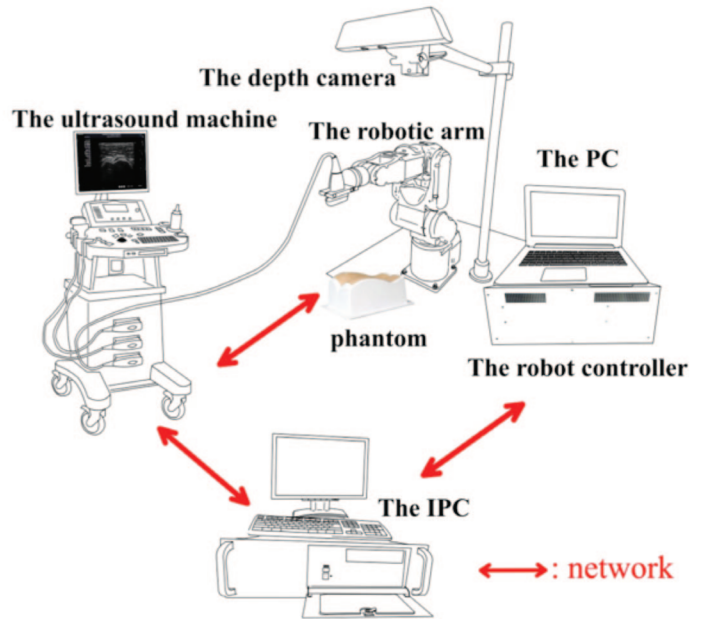 The depth camera
The ultrasound machine
The robotic arm
The PC
phantom
The robot controller
The IPC
: network